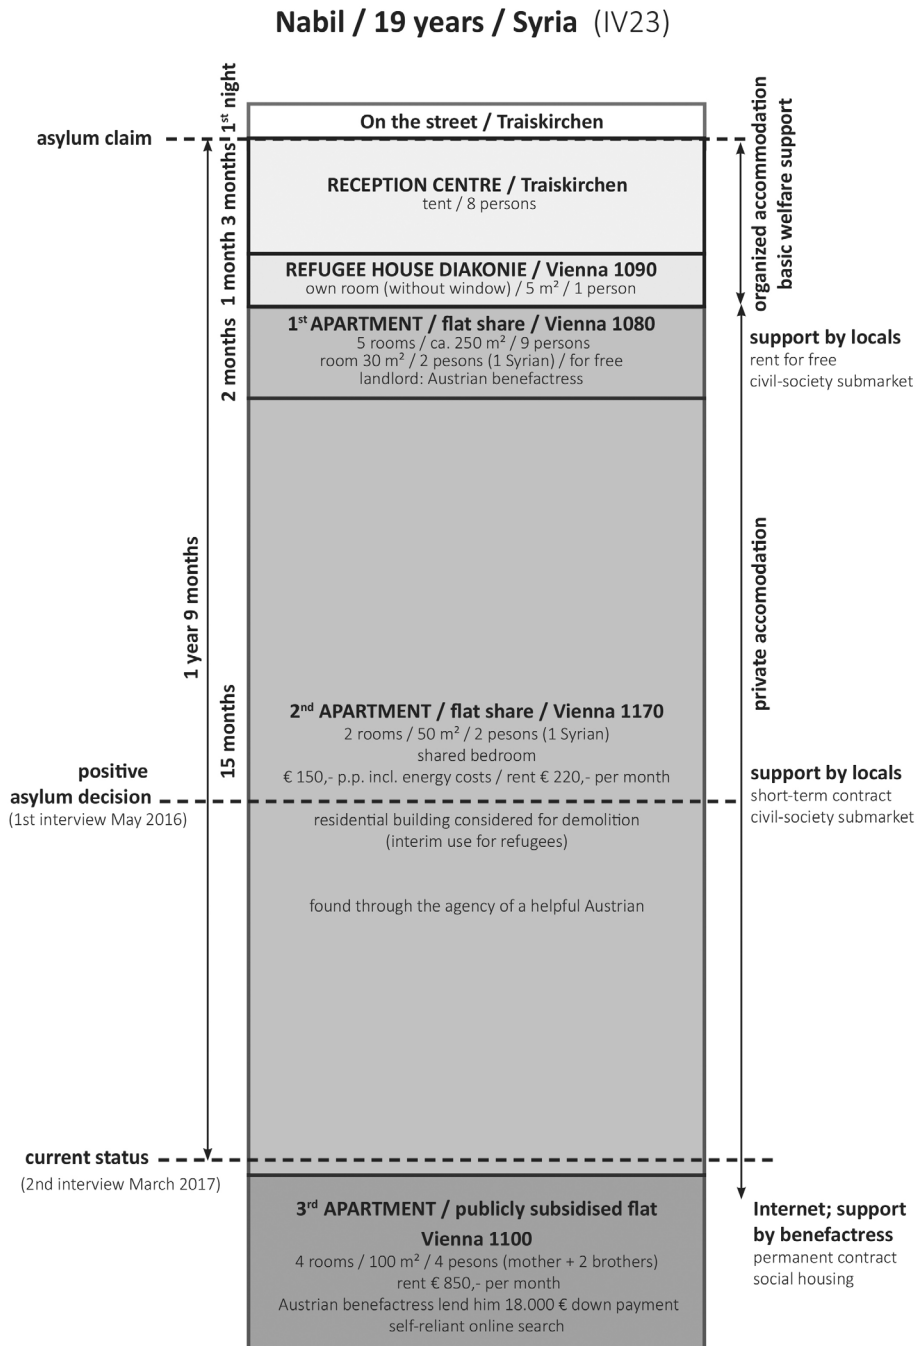 Nabil / 19 years / Syria (IV23)
1st night
On the street / Traiskirchen
asylum claim
3 months
RECEPTION CENTRE / Traiskirchen
tent / 8 persons
organized accommodation
basic welfare support
1 month
REFUGEE HOUSE DIAKONIE / Vienna 1090
own room (without window) / 5 m² / 1 person
2 months
1st APARTMENT / flat share / Vienna 1080
5 rooms / ca. 250 m² / 9 persons
room 30 m² / 2 pesons (1 Syrian) / for free
landlord: Austrian benefactress
support by locals
rent for free
civil-society submarket
1 year 9 months
private accomodation
15 months
2nd APARTMENT / flat share / Vienna 1170
2 rooms / 50 m² / 2 pesons (1 Syrian)
shared bedroom
€ 150,- p.p. incl. energy costs / rent € 220,- per month
positive
asylum decision
(1st interview May 2016)
support by locals
short-term contract
civil-society submarket
residential building considered for demolition
(interim use for refugees)
found through the agency of a helpful Austrian
current status
(2nd interview March 2017)
3rd APARTMENT / publicly subsidised flat
Vienna 1100
4 rooms / 100 m² / 4 pesons (mother + 2 brothers)
rent € 850,- per month
Austrian benefactress lend him 18.000 € down payment
self-reliant online search
Internet; support
by benefactress
permanent contract
social housing